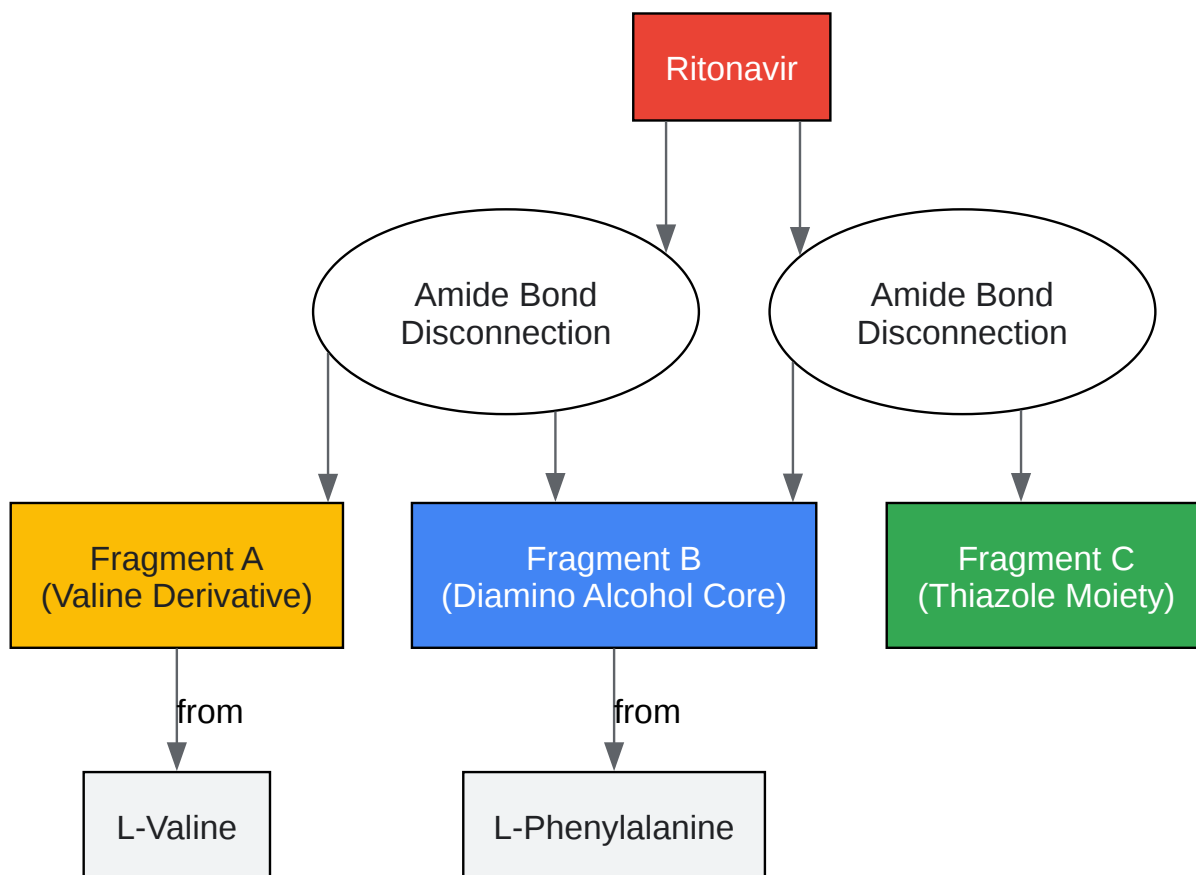 Ritonavir
Amide Bond
Disconnection
Amide Bond
Disconnection
Fragment A
(Valine Derivative)
Fragment B
(Diamino Alcohol Core)
Fragment C
(Thiazole Moiety)
from
from
L-Valine
L-Phenylalanine